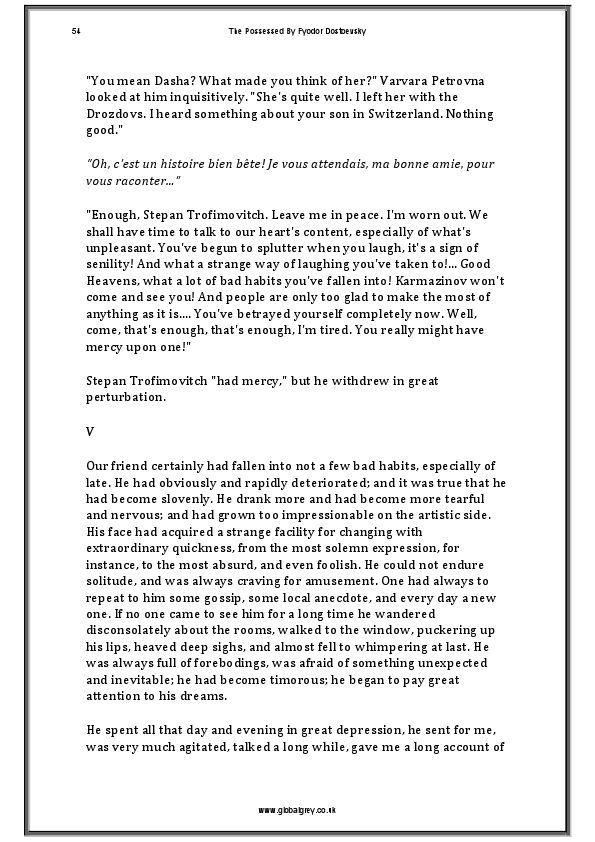 54 The Possessed By Fyodor Dostoevsky
"You mean Dasha? What made you think of her?" Varvara Petrovna
looked at him inquisitively. "She's quite well. I left her with the
Drozdovs. I heard something about your son in Switzerland. Nothing
good."
"Oh, c'est un histoire bien bête! Je vous attendais, ma bonne amie, pour
vous raconter..."
"Enough, Stepan Trofimovitch. Leave me in peace. I'm worn out. We
shall have time to talk to our heart's content, especially of what's
unpleasant. You've begun to splutter when you laugh, it's a sign of
senility! And what a strange way of laughing you've taken to!... Good
Heavens, what a lot of bad habits you've fallen into! Karmazinov won't
come and see you! And people are only too glad to make the most of
anything as it is.... You've betrayed yourself completely now. Well,
come, that's enough, that's enough, I'm tired. You really might have
mercy upon one!"
Stepan Trofimovitch "had mercy," but he withdrew in great
perturbation.
V
Our friend certainly had fallen into not a few bad habits, especially of
late. He had obviously and rapidly deteriorated; and it was true that he
had become slovenly. He drank more and had become more tearful
and nervous; and had grown too impressionable on the artistic side.
His face had acquired a strange facility for changing with
extraordinary quickness, from the most solemn expression, for
instance, to the most absurd, and even foolish. He could not endure
solitude, and was always craving for amusement. One had always to
repeat to him some gossip, some local anecdote, and every day a new
one. If no one came to see him for a long time he wandered
disconsolately about the rooms, walked to the window, puckering up
his lips, heaved deep sighs, and almost fell to whimpering at last. He
was always full of forebodings, was afraid of something unexpected
and inevitable; he had become timorous; he began to pay great
attention to his dreams.
He spent all that day and evening in great depression, he sent for me,
was very much agitated, talked a long while, gave me a long account of
www.globalgrey.co.uk